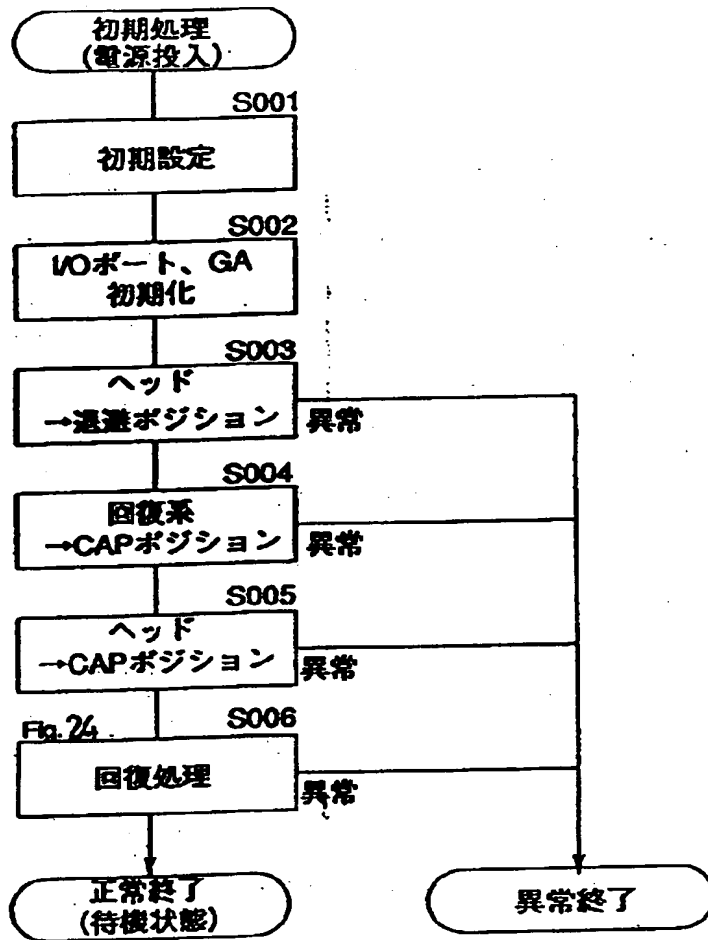 初期処理
(電源投入)
S001
初期設定
S002
I/Oポート、GA
初期化
S003
ヘッド
→退避ポジション
異常
S004
回復系
→CAPポジション
異常
S005
ヘッド
→CAPポジション
異常
Fig.24
S006
回復処理
異常
正常終了
(待機状態)
異常終了